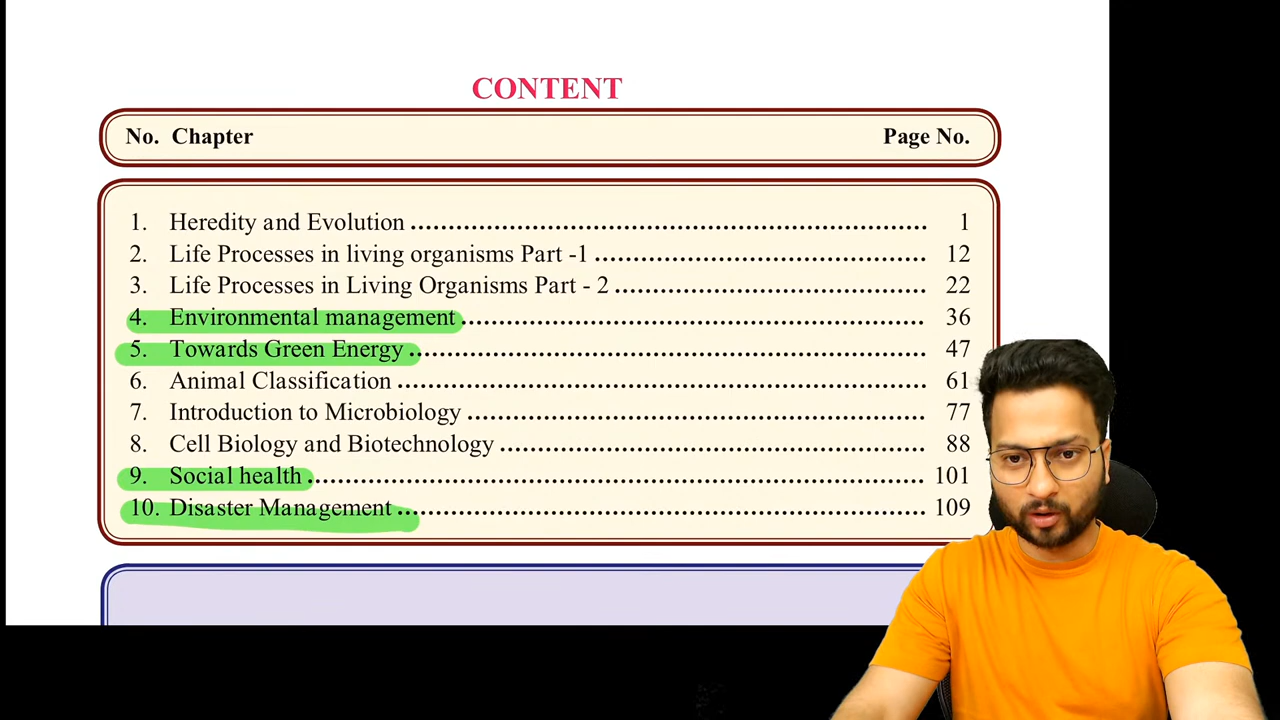 CONTENT
No. Chapter Page No.
1. Heredity and Evolution ........................................ 1
2. Life Processes in living organisms Part -1 ........................................ 12
3. Life Processes in Living Organisms Part - 2 ........................................ 22
4. Environmental management ........................................ 36
5. Towards Green Energy ........................................ 47
6. Animal Classification ........................................ 61
7. Introduction to Microbiology ........................................ 77
8. Cell Biology and Biotechnology ........................................ 88
9. Social health ........................................ 101
10. Disaster Management ........................................ 109